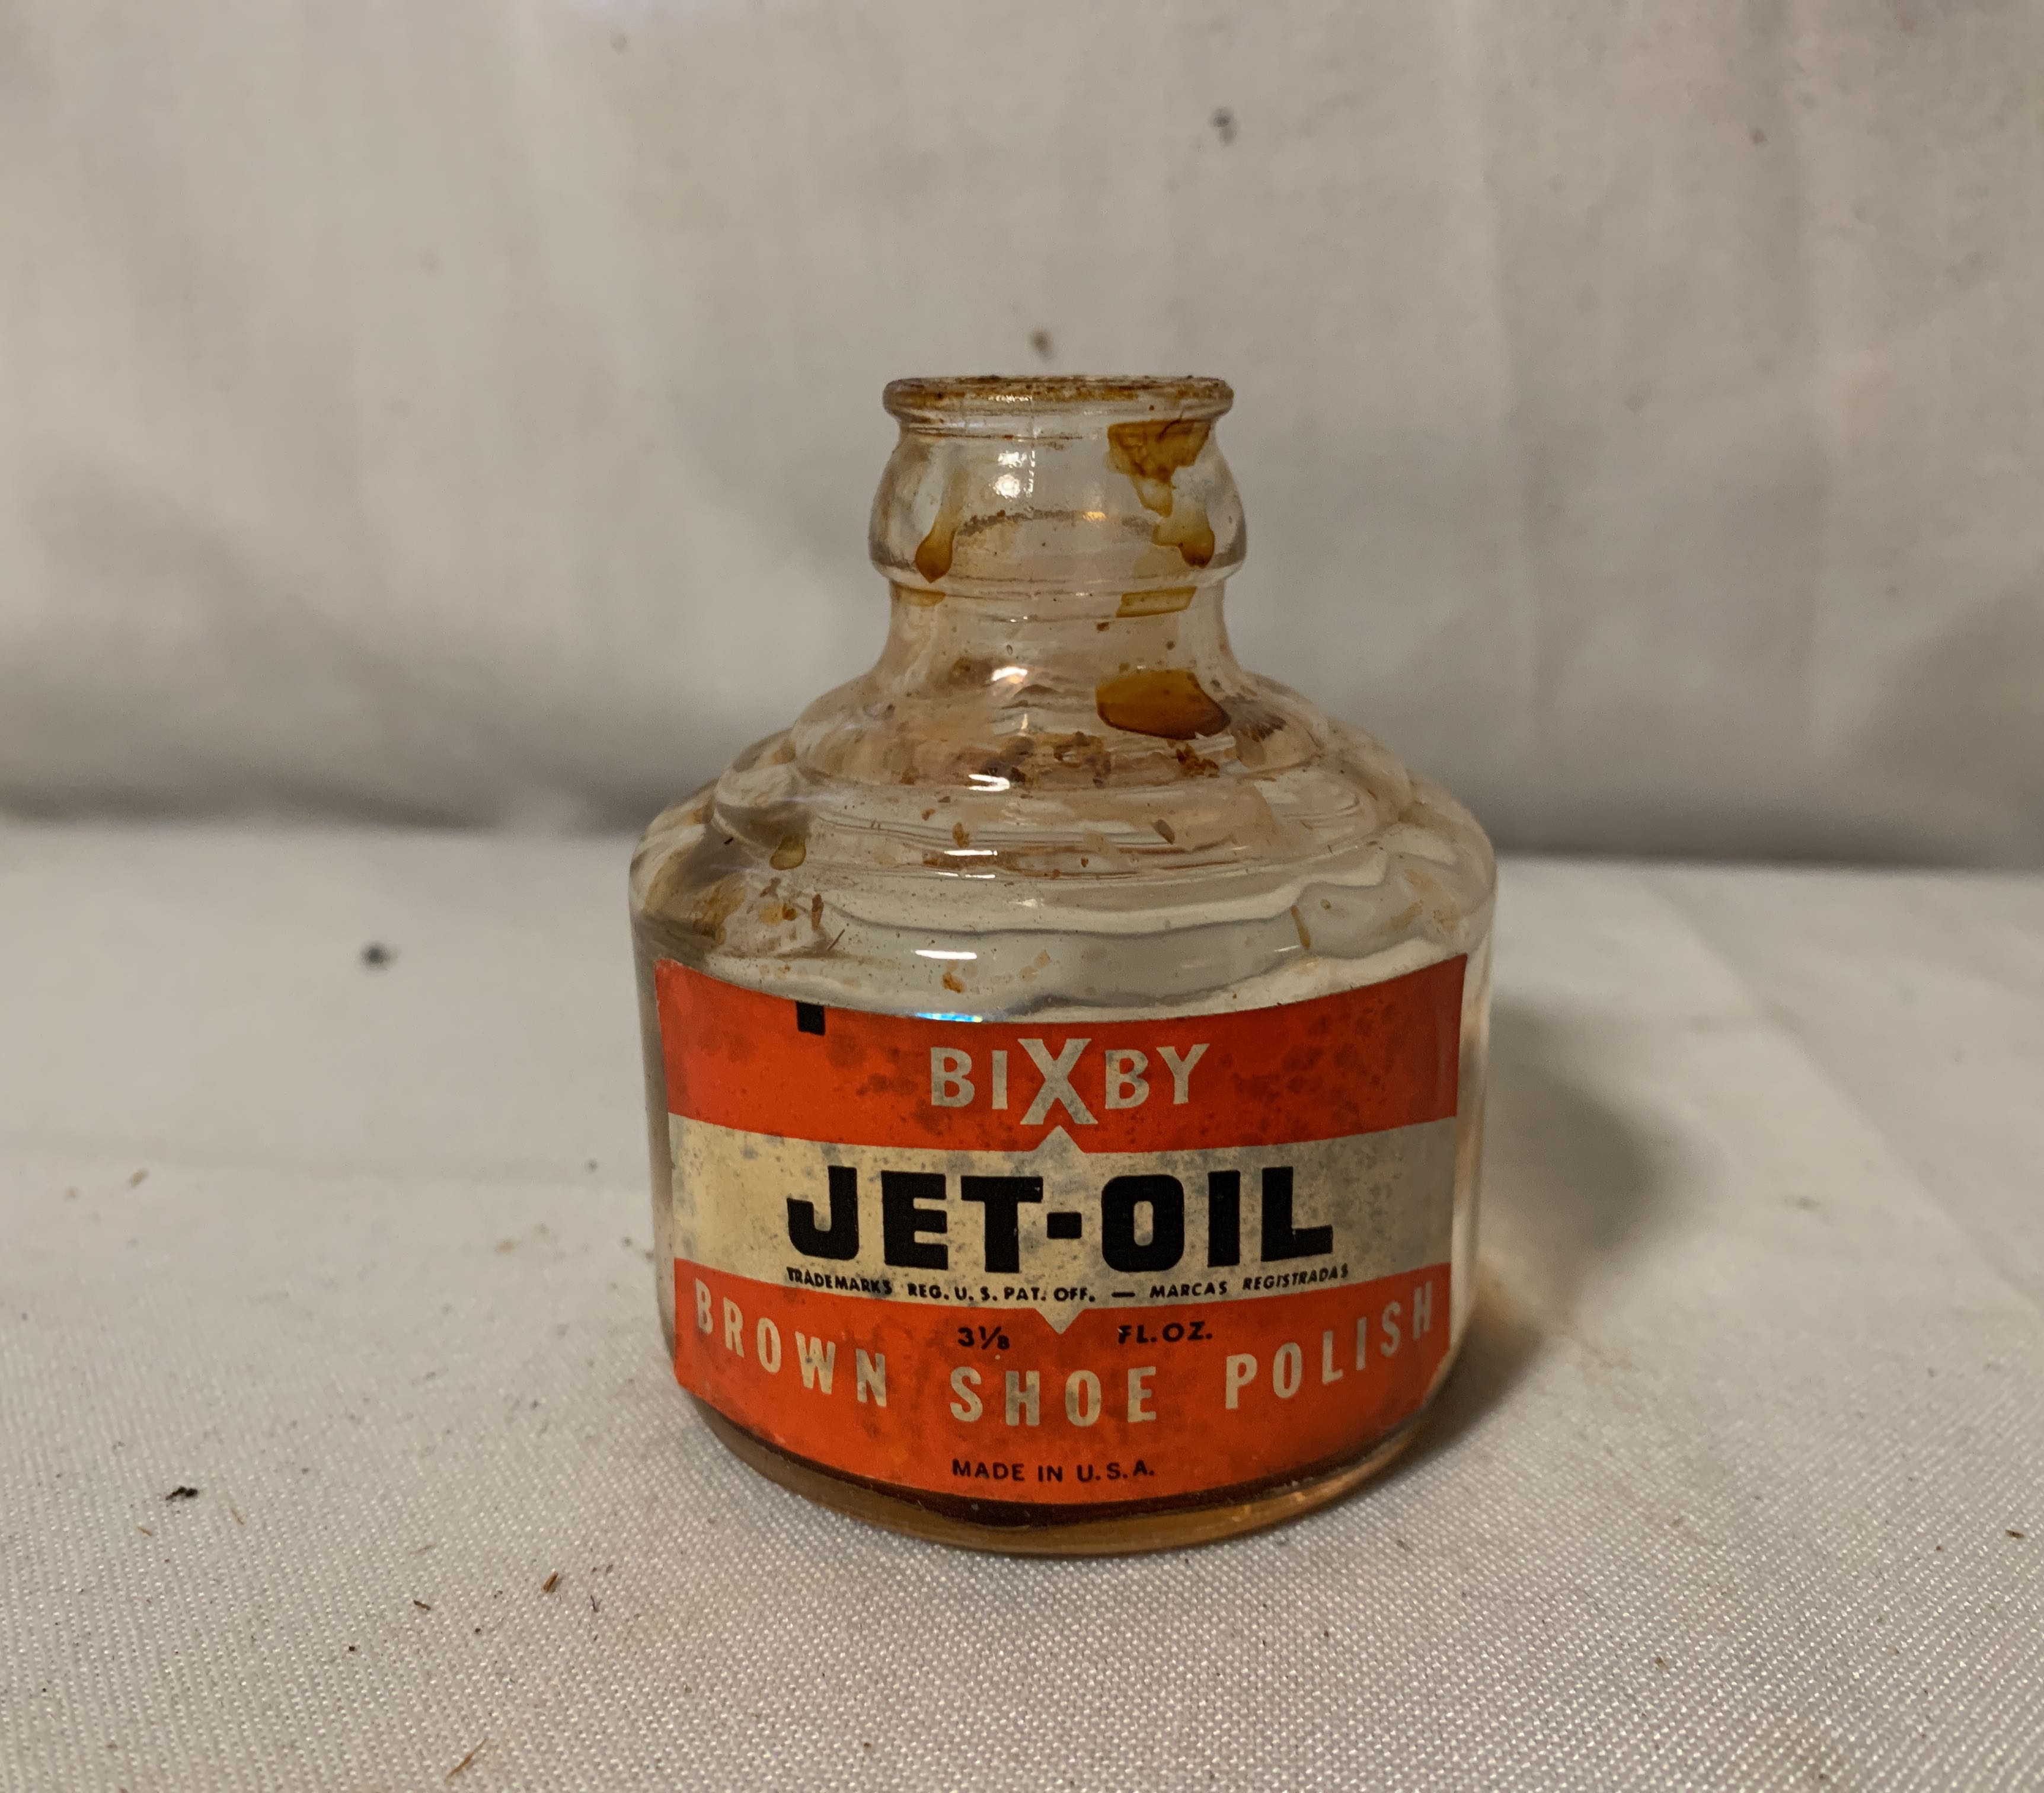 BIXBY
JET-OIL
TRADEMARKS REG. U. S. PAT. OFF. — MARCAS REGISTRADAS
3⅛ FL. OZ.
BROWN SHOE POLISH
MADE IN U. S. A.